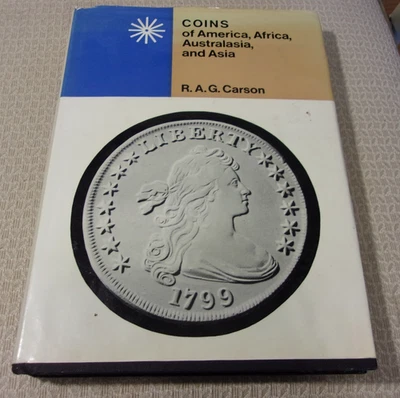 COINS
of America, Africa,
Australasia,
and Asia
R. A. G. Carson
LIBERTY
1799